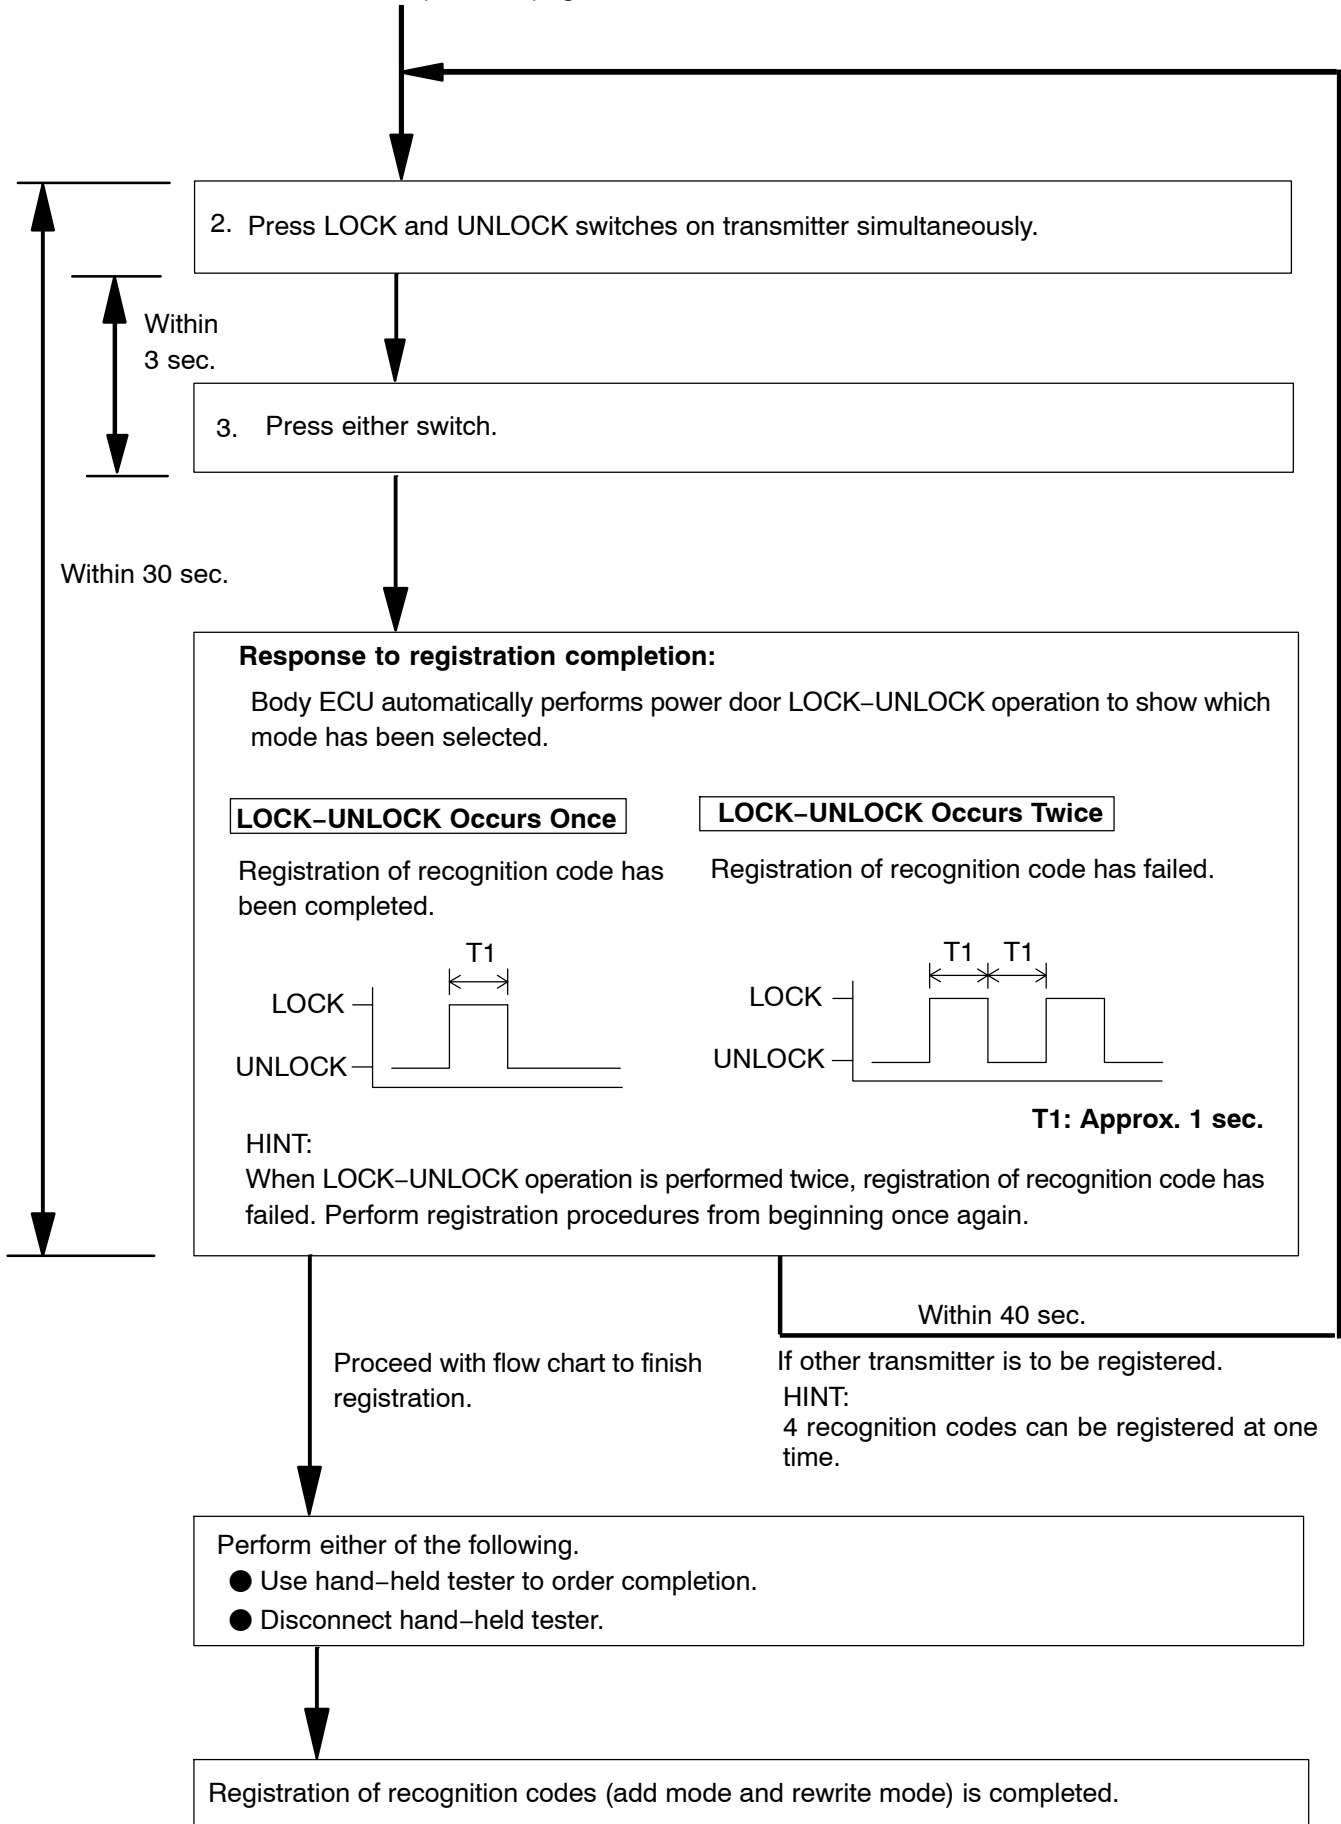 2. Press LOCK and UNLOCK switches on transmitter simultaneously.
Within
3 sec.
3. Press either switch.
Within 30 sec.
Response to registration completion:
Body ECU automatically performs power door LOCK−UNLOCK operation to show which
mode has been selected.
LOCK−UNLOCK Occurs Once
Registration of recognition code has
been completed.
T1
LOCK
UNLOCK
LOCK−UNLOCK Occurs Twice
Registration of recognition code has failed.
T1 T1
LOCK
UNLOCK
T1: Approx. 1 sec.
HINT:
When LOCK−UNLOCK operation is performed twice, registration of recognition code has
failed. Perform registration procedures from beginning once again.
Within 40 sec.
Proceed with flow chart to finish
registration.
If other transmitter is to be registered.
HINT:
4 recognition codes can be registered at one
time.
Perform either of the following.
● Use hand−held tester to order completion.
● Disconnect hand−held tester.
Registration of recognition codes (add mode and rewrite mode) is completed.